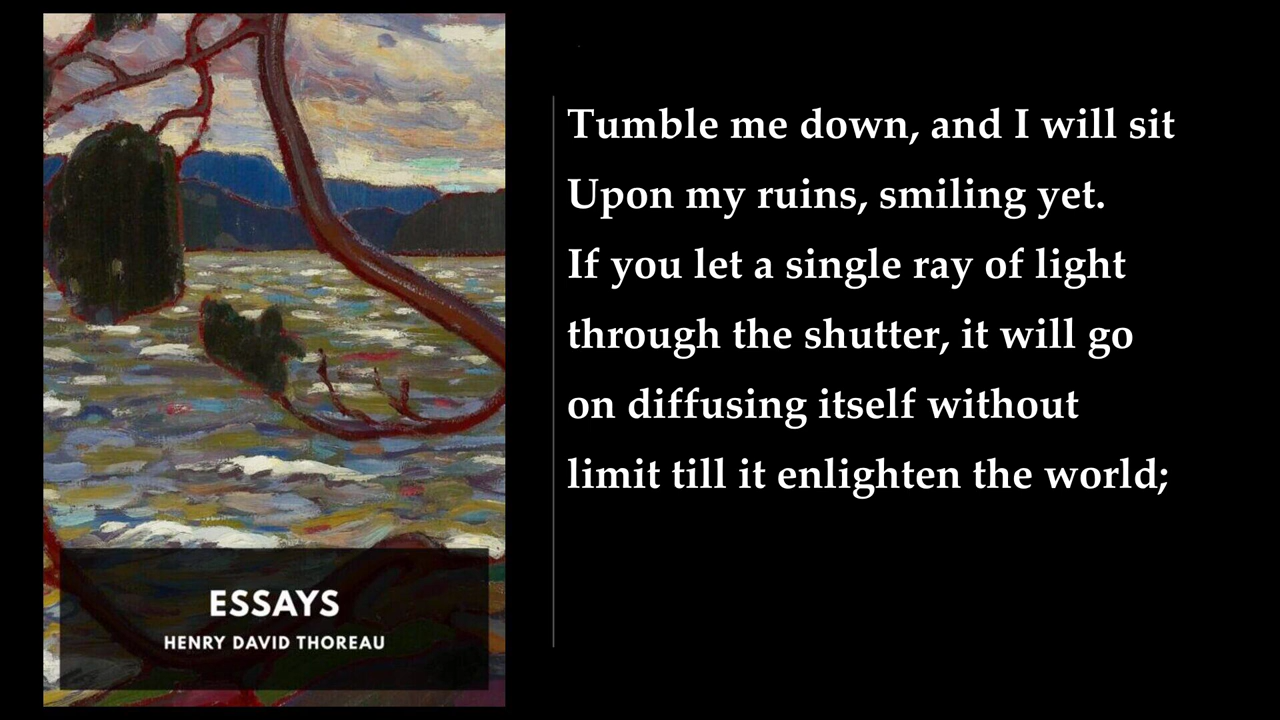 ESSAYS
HENRY DAVID THOREAU
Tumble me down, and I will sit
Upon my ruins, smiling yet.
If you let a single ray of light
through the shutter, it will go
on diffusing itself without
limit till it enlighten the world;